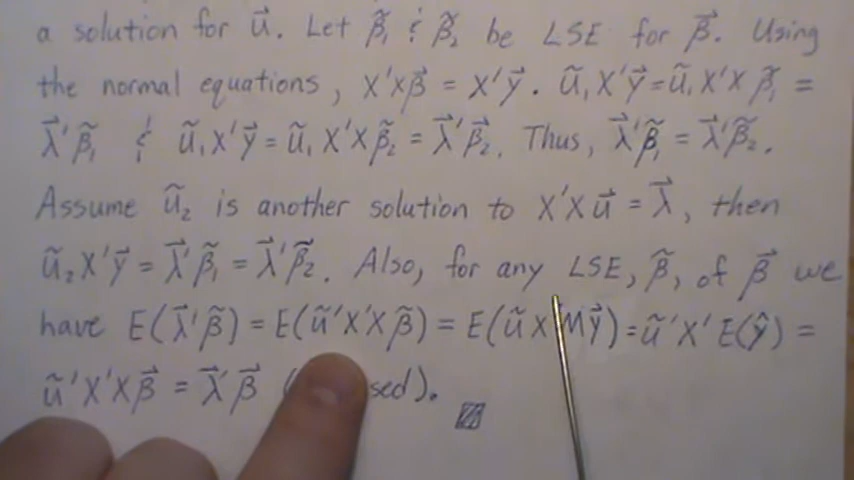 a solution for u⃗. Let β̃₁ & β̃₂ be LSE for β⃗. Using
the normal equations, X'Xβ⃗ = X'y⃗. ũ₁X'y⃗ = ũ₁X'Xβ̃₁ =
λ⃗'β̃₁ & ũ₁X'y⃗ = ũ₁X'Xβ̃₂ = λ⃗'β̃₂. Thus, λ⃗'β̃₁ = λ⃗'β̃₂.
Assume ũ₂ is another solution to X'Xu⃗ = λ⃗, then
ũ₂X'y⃗ = λ⃗'β̃₁ = λ⃗'β̃₂. Also, for any LSE, β̃, of β⃗ we
have E(λ⃗'β̃) = E(ũ'X'Xβ̃) = E(ũX'My⃗) = ũ'X'E(ŷ) =
ũ'X'Xβ⃗ = λ⃗'β⃗ ( sed).